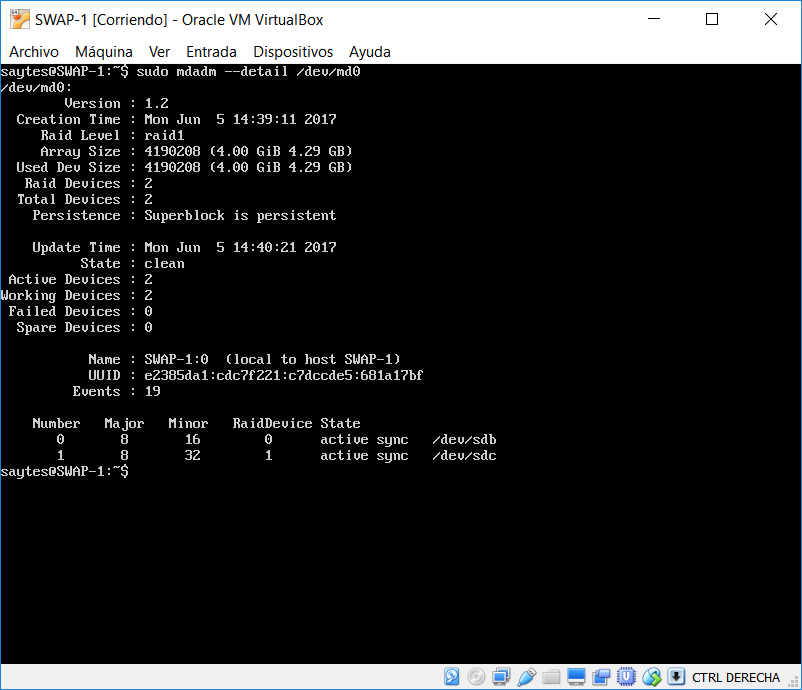 SWAP-1 [Corriendo] - Oracle VM VirtualBox
Archivo Máquina Ver Entrada Dispositivos Ayuda
saytes@SWAP-1:~$ sudo mdadm --detail /dev/md0
/dev/md0:
Version : 1.2
Creation Time : Mon Jun  5 14:39:11 2017
Raid Level : raid1
Array Size : 4190208 (4.00 GiB 4.29 GB)
Used Dev Size : 4190208 (4.00 GiB 4.29 GB)
Raid Devices : 2
Total Devices : 2
Persistence : Superblock is persistent
Update Time : Mon Jun  5 14:40:21 2017
State : clean
Active Devices : 2
Working Devices : 2
Failed Devices : 0
Spare Devices : 0
Name : SWAP-1:0  (local to host SWAP-1)
UUID : e2385da1:cdc7f221:c7dccde5:681a17bf
Events : 19
Number   Major   Minor   RaidDevice State
0       8       16        0      active sync   /dev/sdb
1       8       32        1      active sync   /dev/sdc
saytes@SWAP-1:~$
CTRL DERECHA